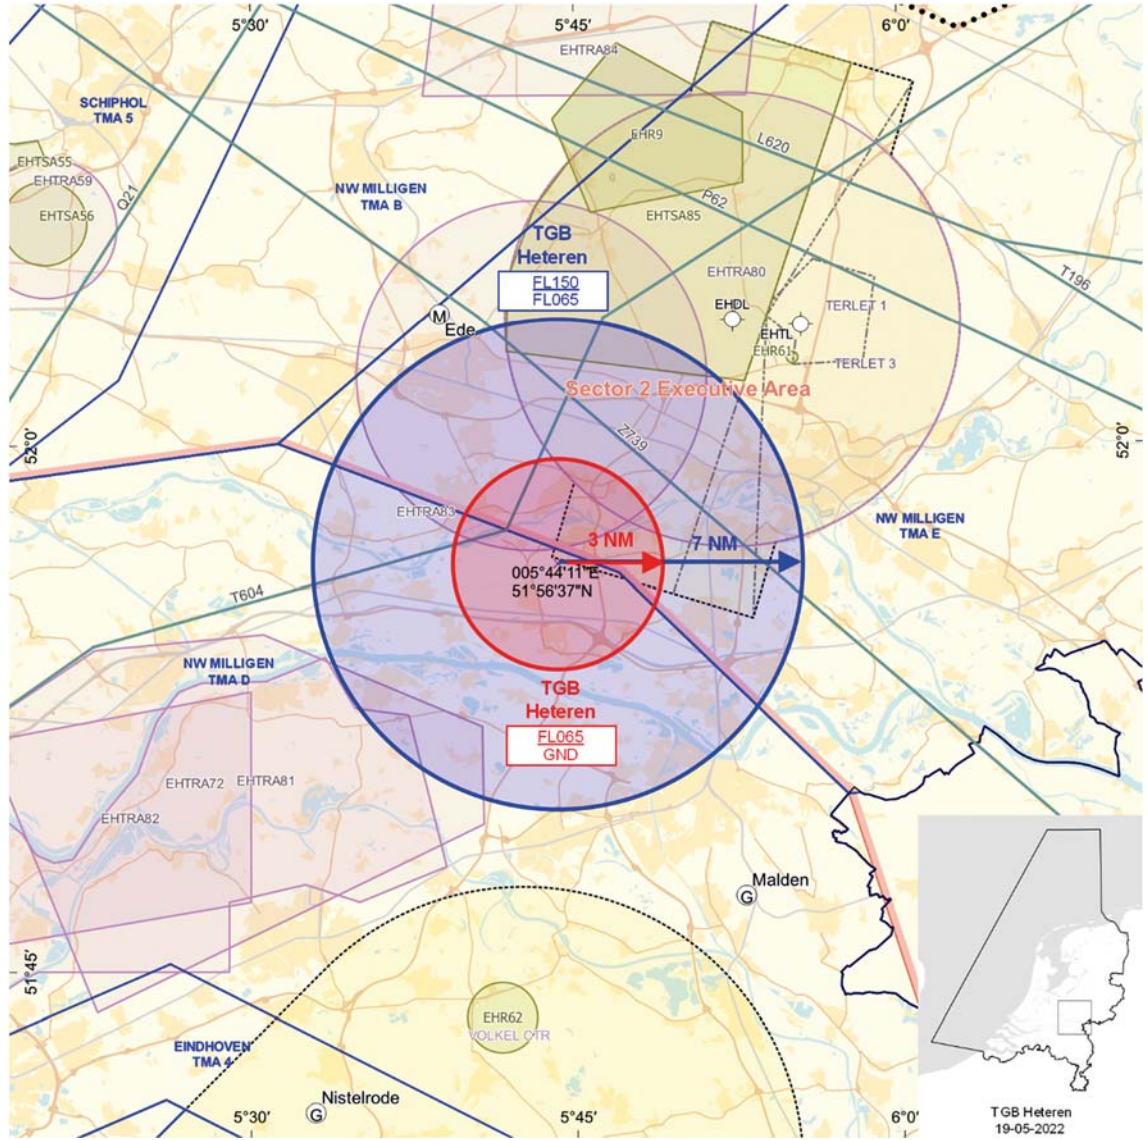 5°30'
5°45'
6°0'
EHTRA84
SCHIPHOL
TMA 5
EHR9
L620
EHTSA55
EHTRA59
Q21
NW MILLIGEN
TMA B
P62
EHTSA56
EHTSA85
TGB
Heteren
FL150
FL065
EHTRA80
T196
EHDL
TERLET 1
M
Ede
EHTL
EHR61
TERLET 3
Sector 2 Executive Area
Z739
52°0'
52°0'
EHTRA83
NW MILLIGEN
TMA E
3 NM
7 NM
005°44'11"E
51°56'37"N
T604
NW MILLIGEN
TMA D
TGB
Heteren
FL065
GND
EHTRA72
EHTRA81
EHTRA82
Malden
G
51°45'
EHR62
VOLKEL CTR
EINDHOVEN
TMA 4
Nistelrode
G
5°30'
5°45'
6°0'
TGB Heteren
19-05-2022